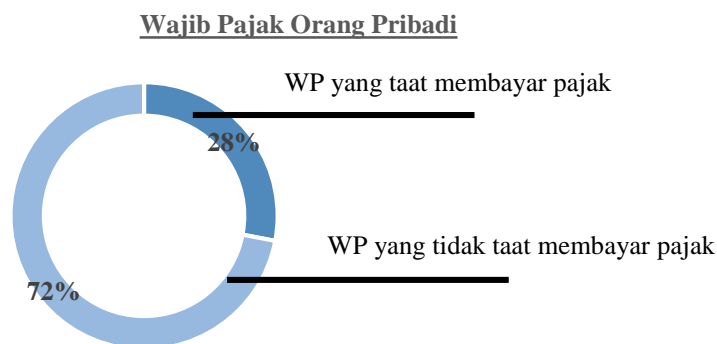 Wajib Pajak Orang Pribadi
WP yang taat membayar pajak
28%
WP yang tidak taat membayar pajak
72%